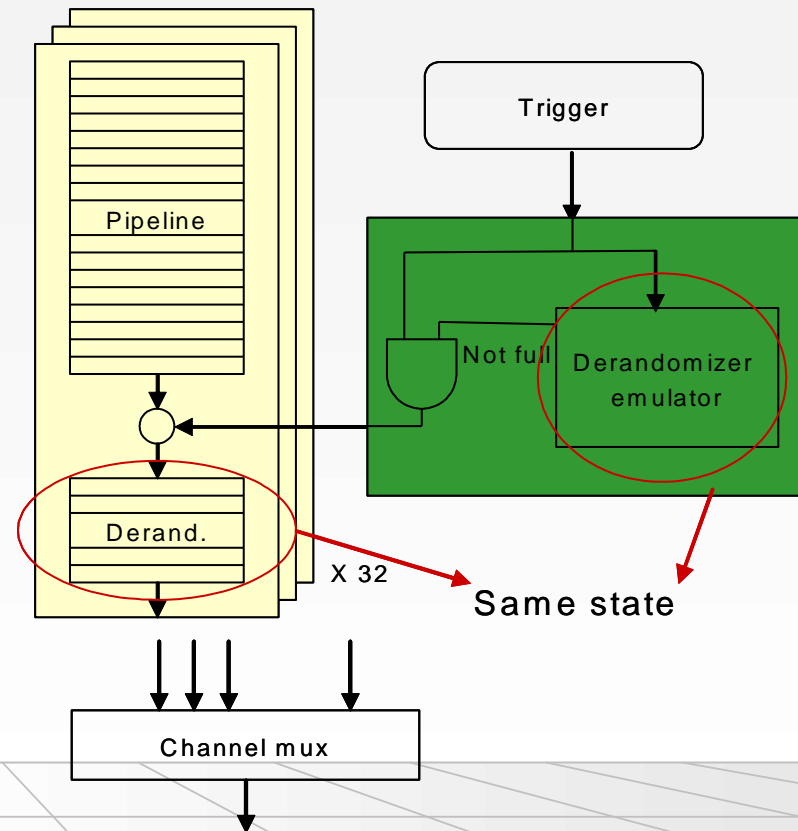 Trigger
Pipeline
Not full
Derandomizer
emulator
Derand.
X 32
Same state
Channel mux